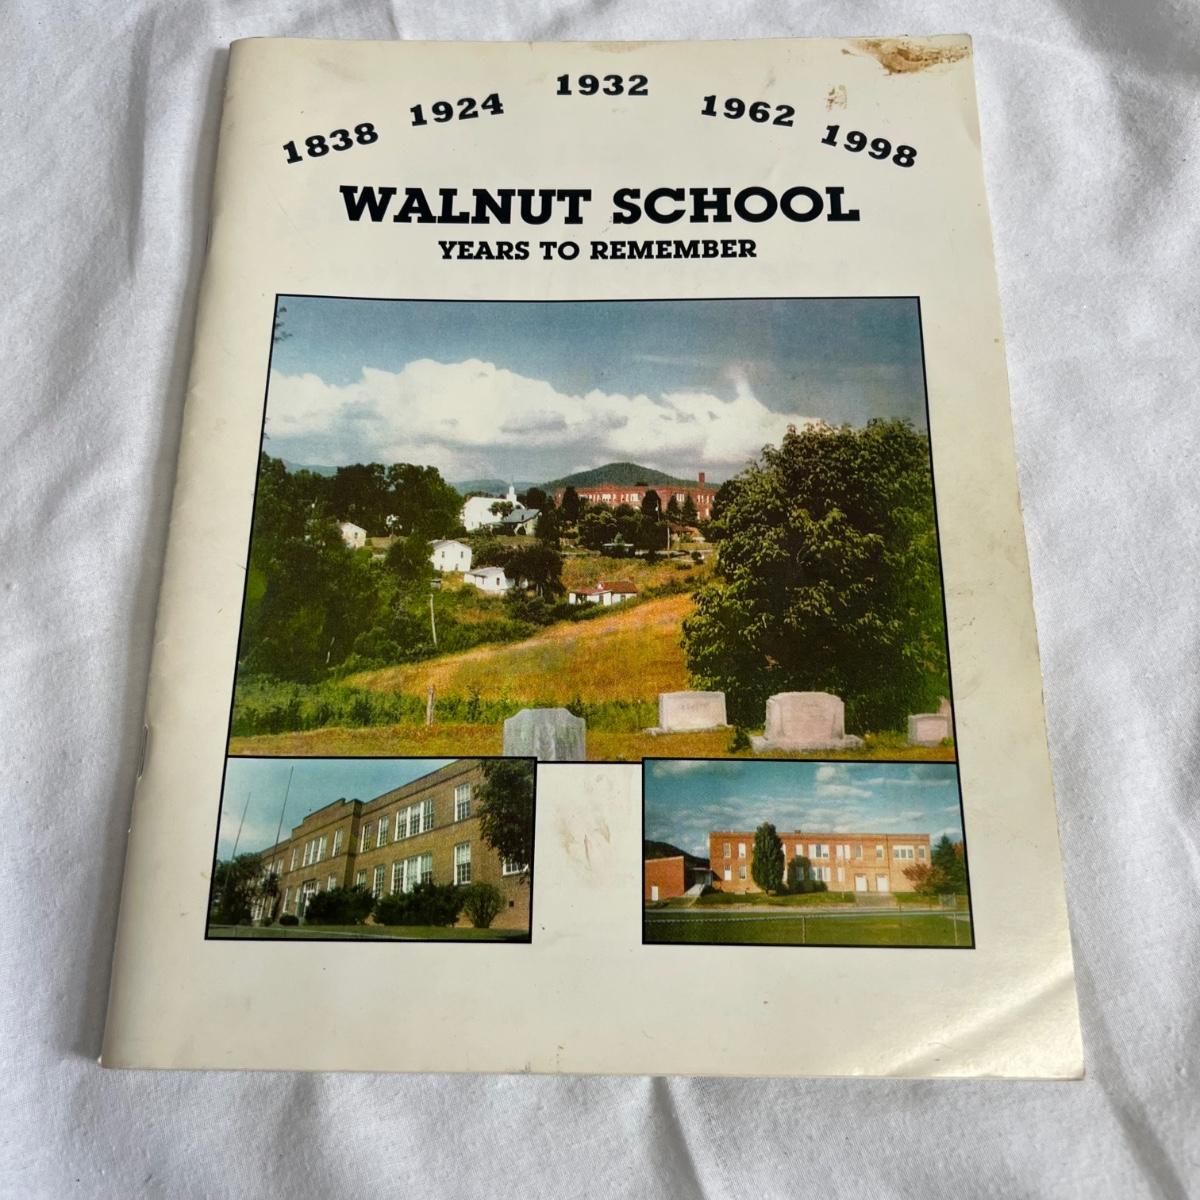 1838 1924 1932 1962 1998
WALNUT SCHOOL
YEARS TO REMEMBER